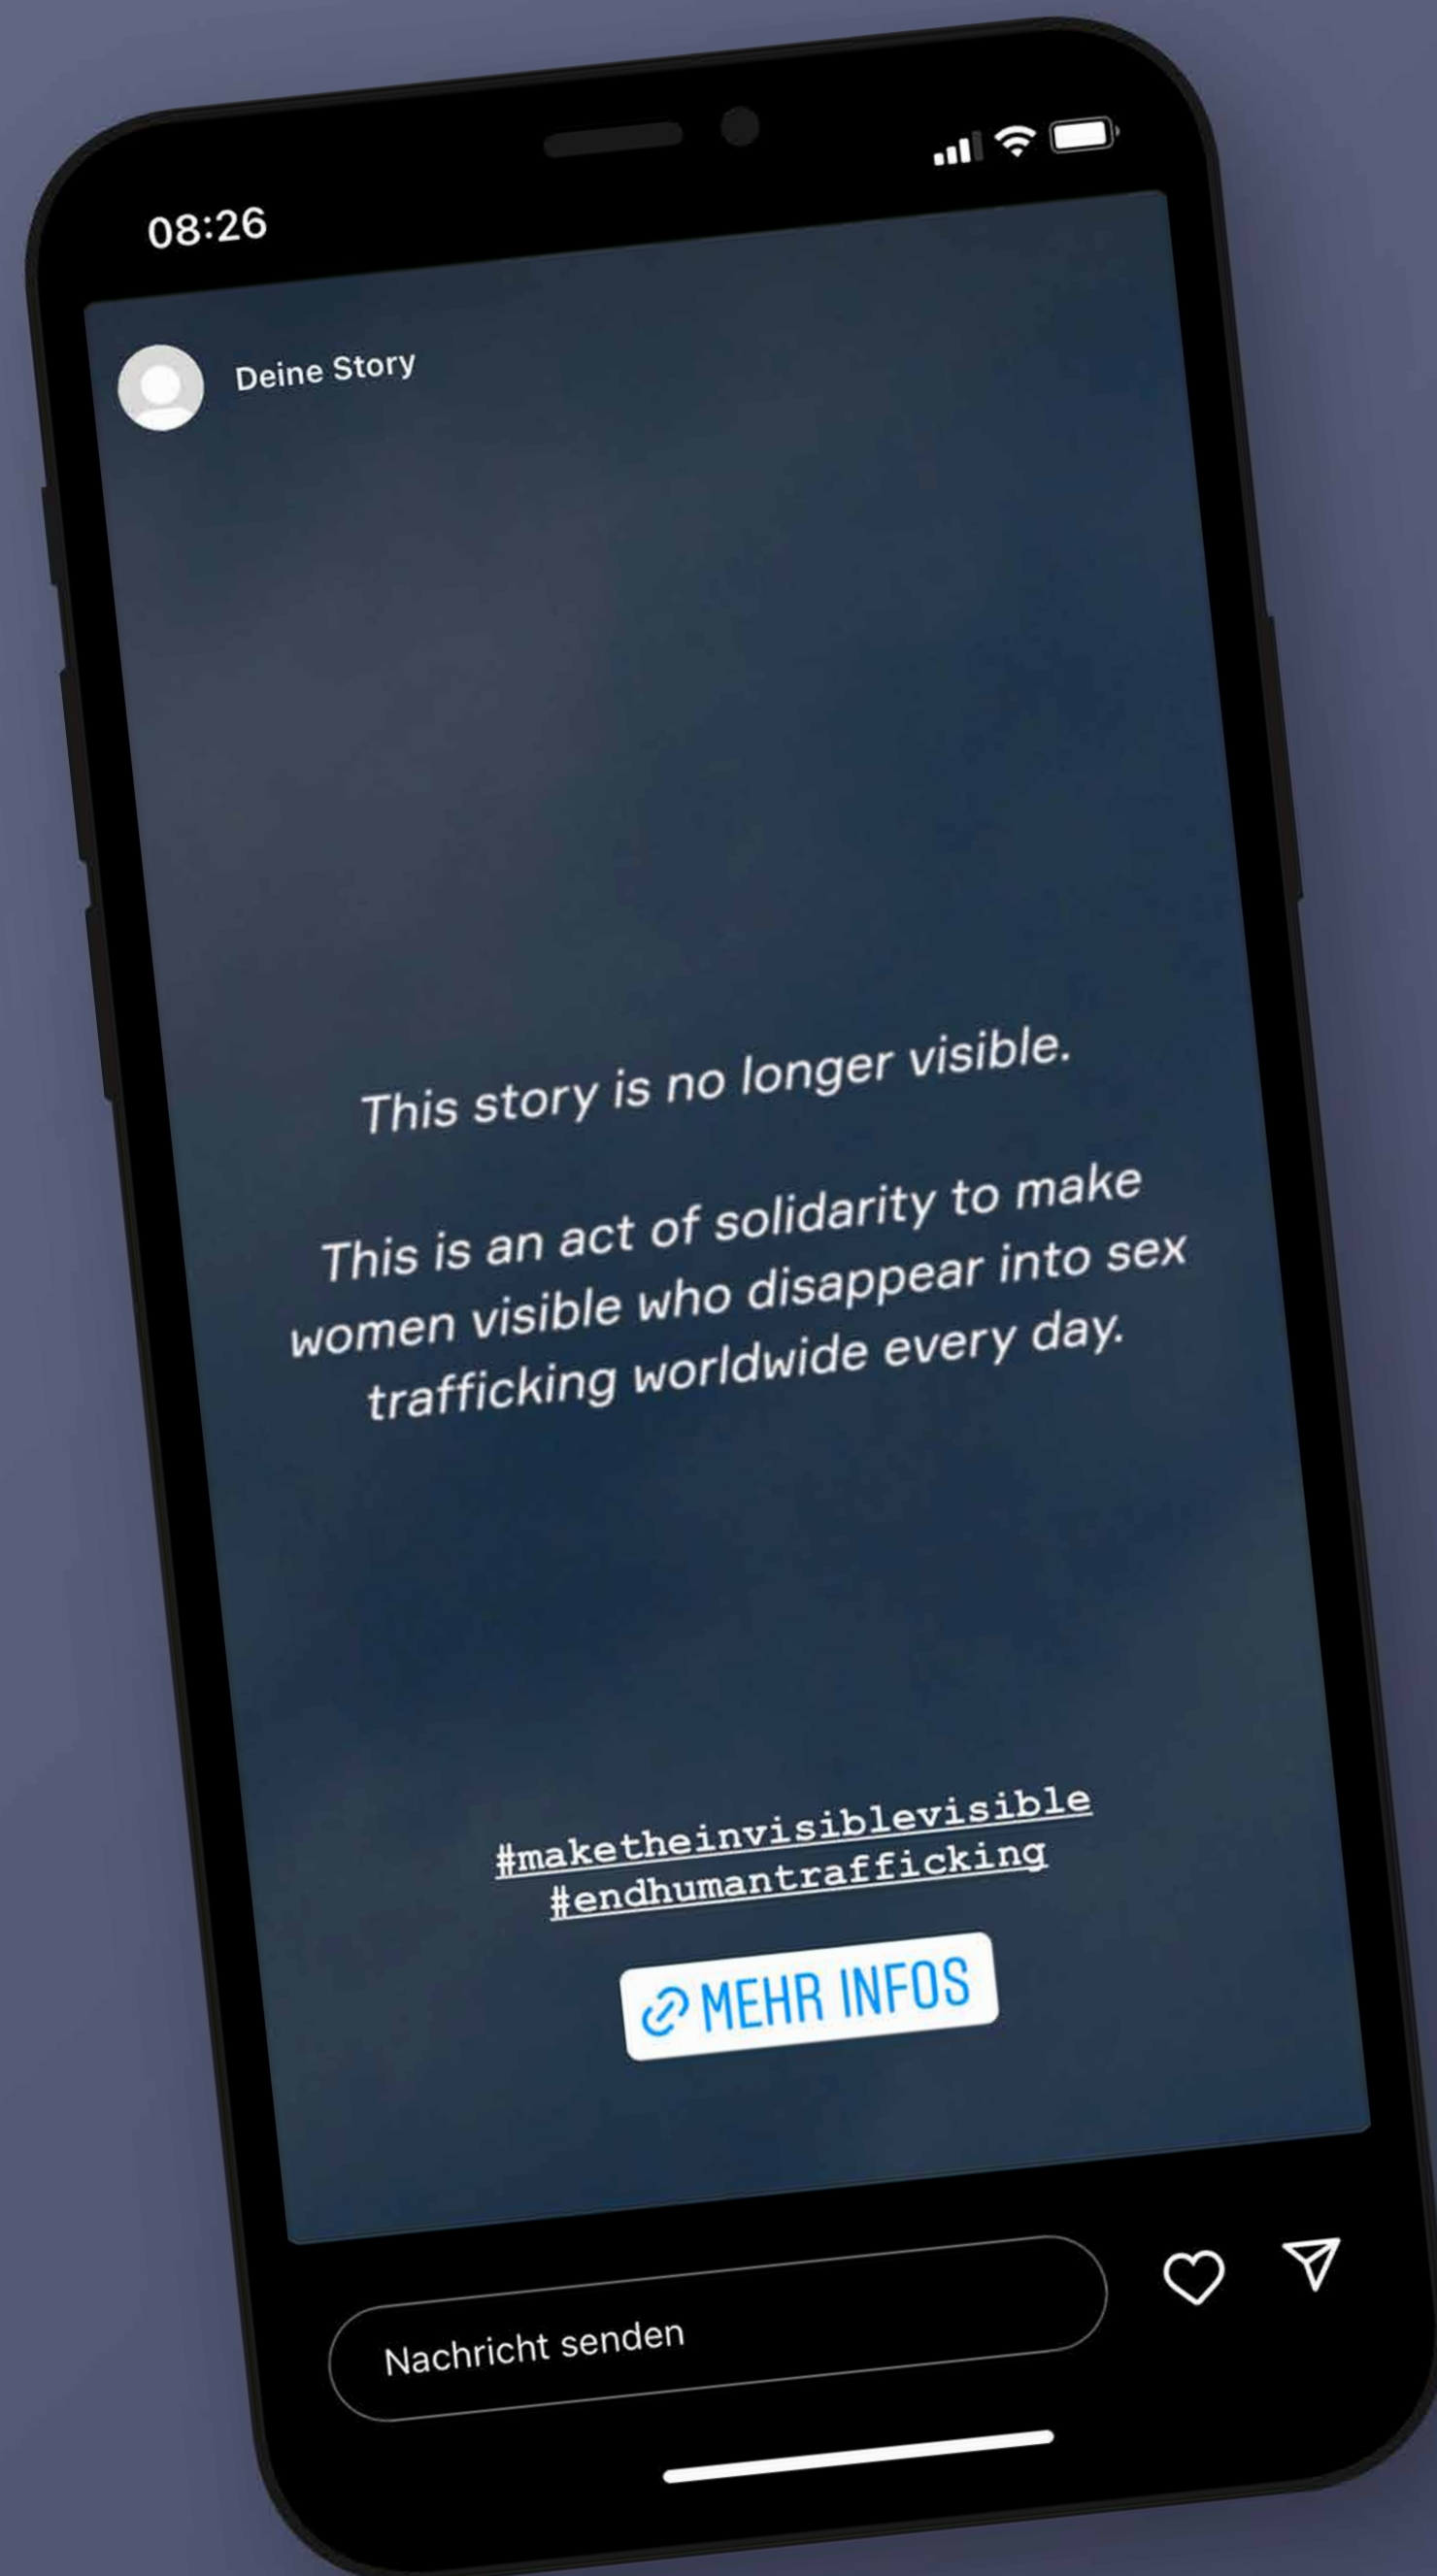 08:26
Deine Story
This story is no longer visible.
This is an act of solidarity to make
women visible who disappear into sex
trafficking worldwide every day.
#maketheinvisiblevisible
#endhumantrafficking
MEHR INFOS
Nachricht senden